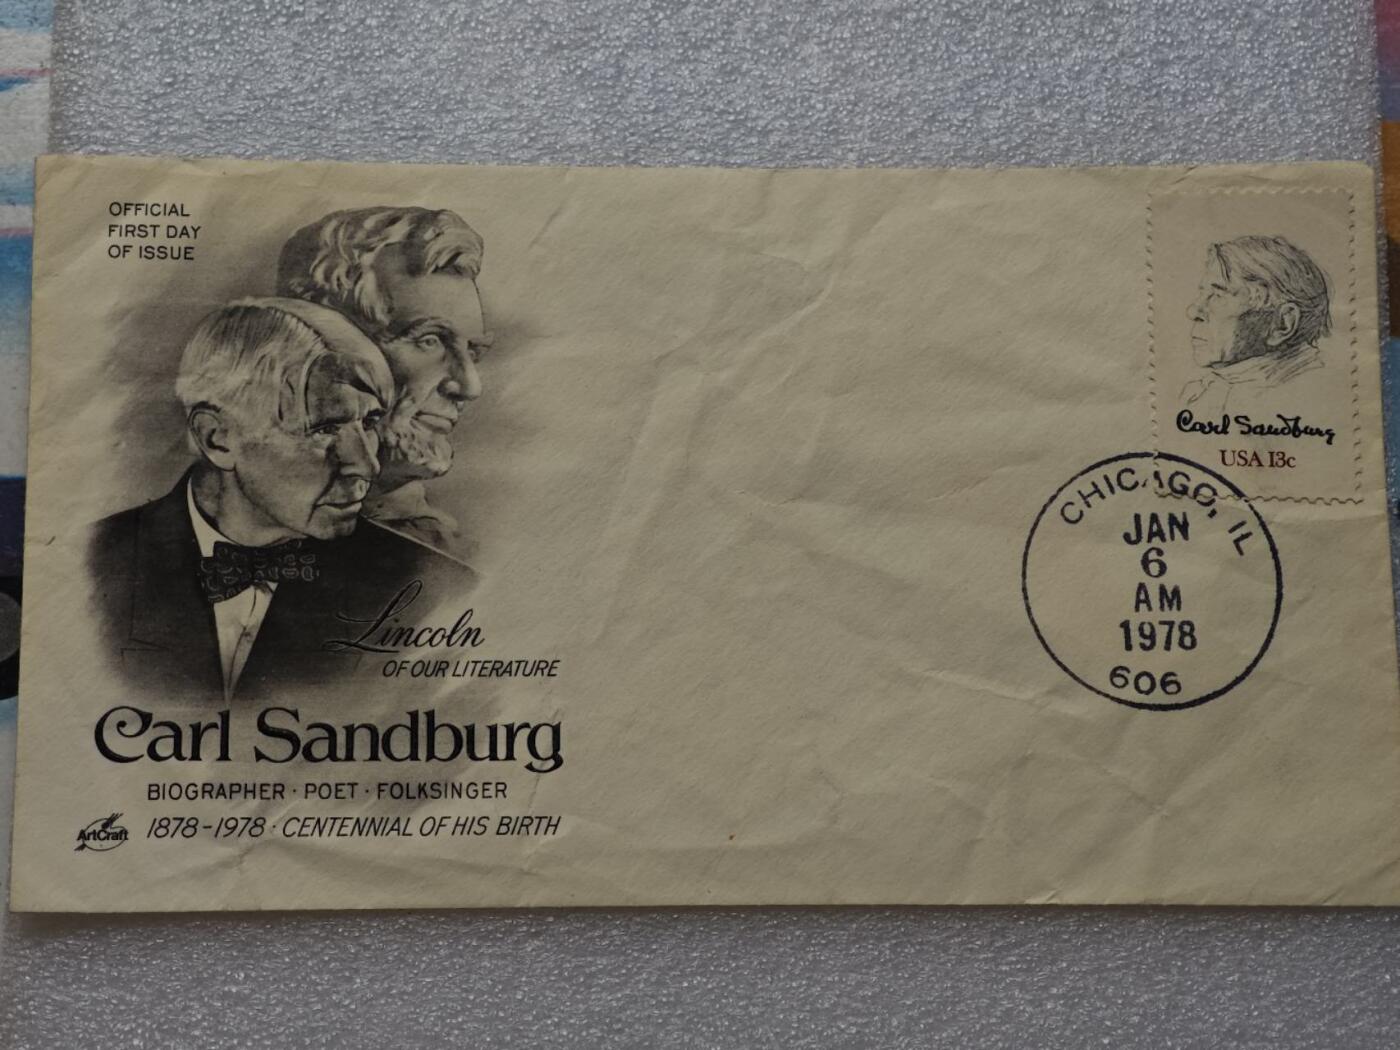 OFFICIAL
FIRST DAY
OF ISSUE
Lincoln
OF OUR LITERATURE
Carl Sandburg
BIOGRAPHER · POET · FOLKSINGER
ArtCraft
1878-1978 · CENTENNIAL OF HIS BIRTH
Carl Sandburg
USA 13c
CHICAGO, IL
JAN
6
AM
1978
606